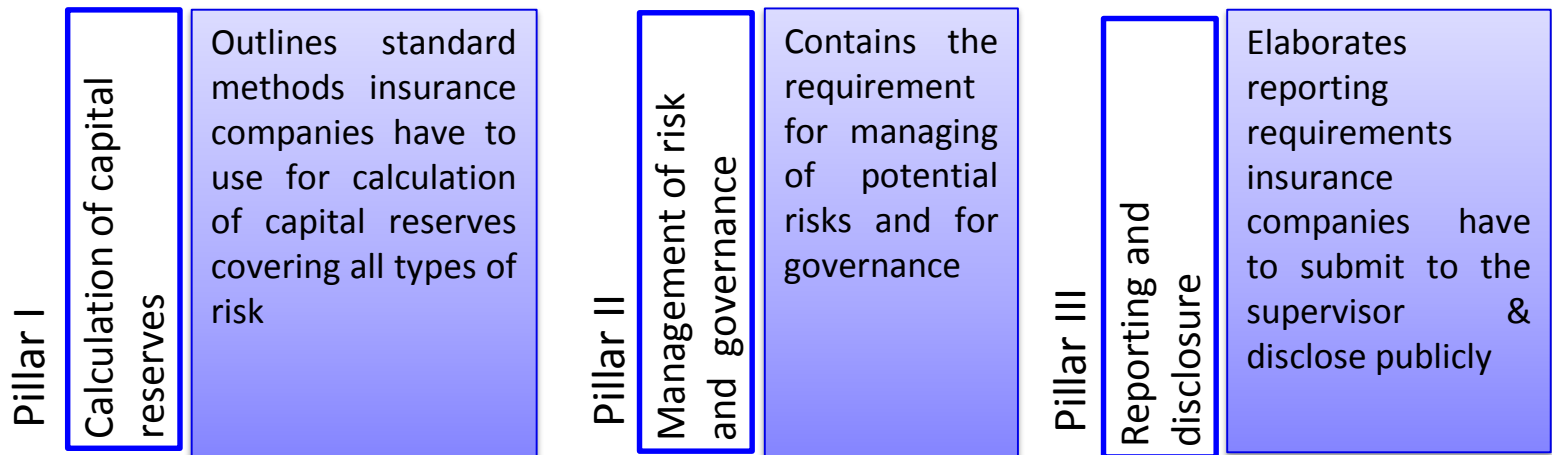 Pillar I
Calculation of capital
reserves
Outlines standard
methods insurance
companies have to
use for calculation
of capital reserves
covering all types of
risk
Pillar II
Management of risk
and governance
Contains the
requirement
for managing
of potential
risks and for
governance
Pillar III
Reporting and
disclosure
Elaborates
reporting
requirements
insurance
companies have
to submit to the
supervisor &
disclose publicly